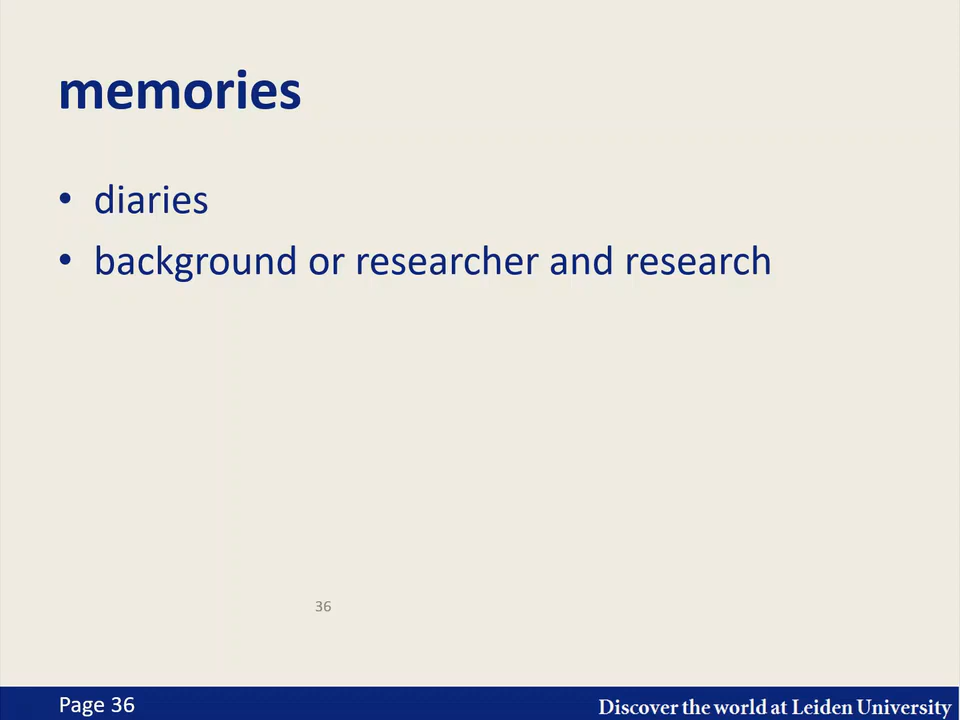 memories
• diaries
• background or researcher and research
36
Page 36
Discover the world at Leiden University